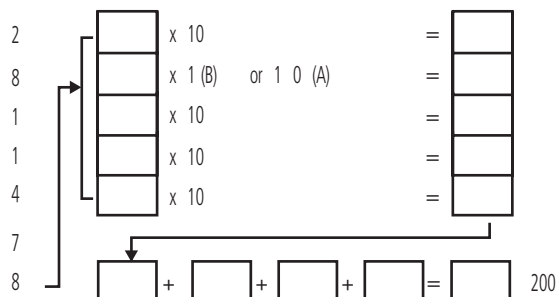 2 x 10 =
8 x 1 (B) or 1 0 (A) =
1 x 10 =
1 x 10 =
4 x 10 =
7
8 + + + = 200